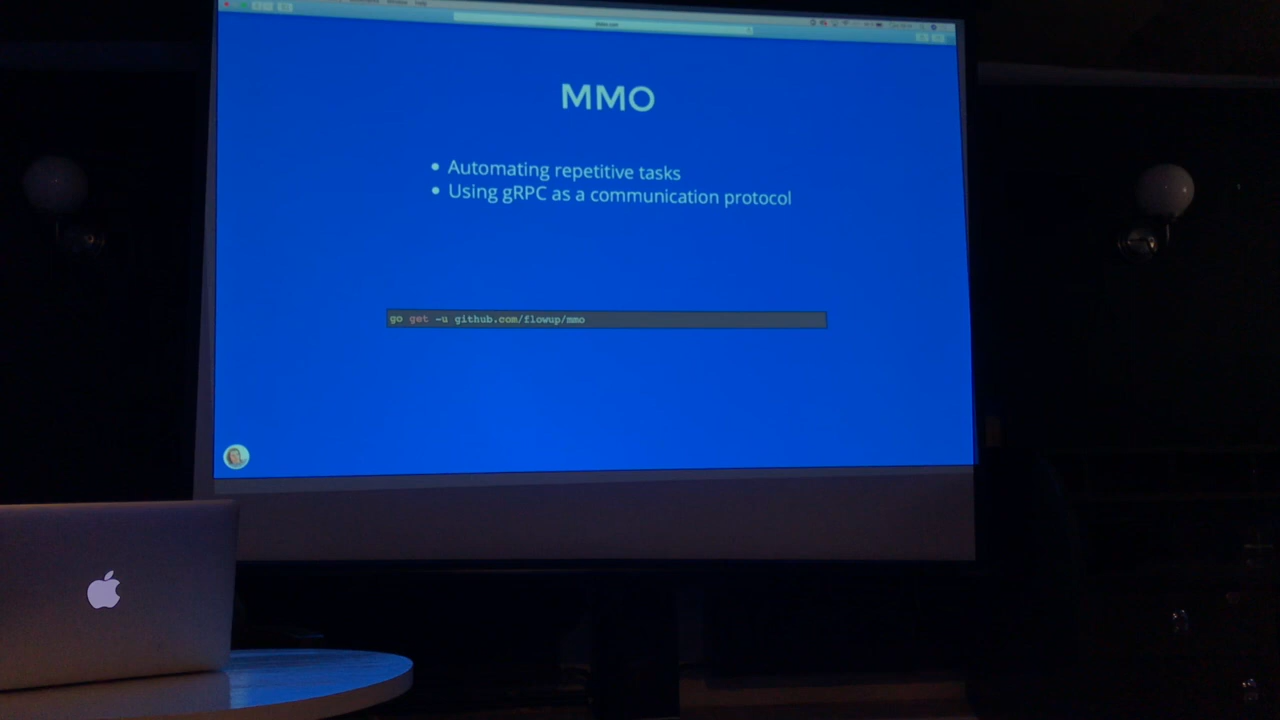 MMO
Automating repetitive tasks
Using gRPC as a communication protocol
go get -u github.com/flowup/mmo